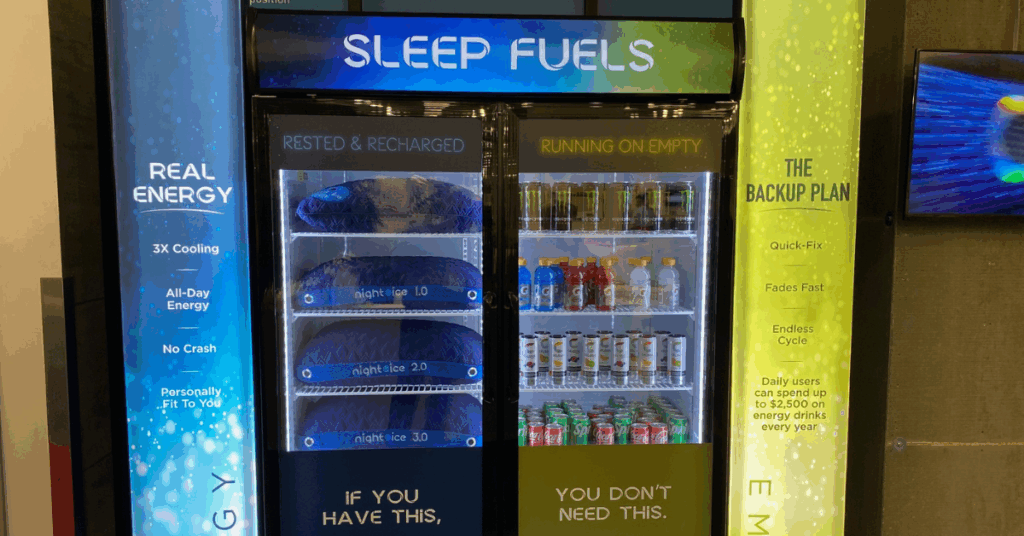 position
SLEEP FUELS
RESTED & RECHARGED
RUNNING ON EMPTY
REAL
ENERGY
3X Cooling
All-Day
Energy
No Crash
Personally
Fit To You
G Y
night ice 1.0
night ice 2.0
night ice 3.0
IF YOU
HAVE THIS,
YOU DON'T
NEED THIS.
THE
BACKUP PLAN
Quick-Fix
Fades Fast
Endless
Cycle
Daily users
can spend up
to $2,500 on
energy drinks
every year
E M